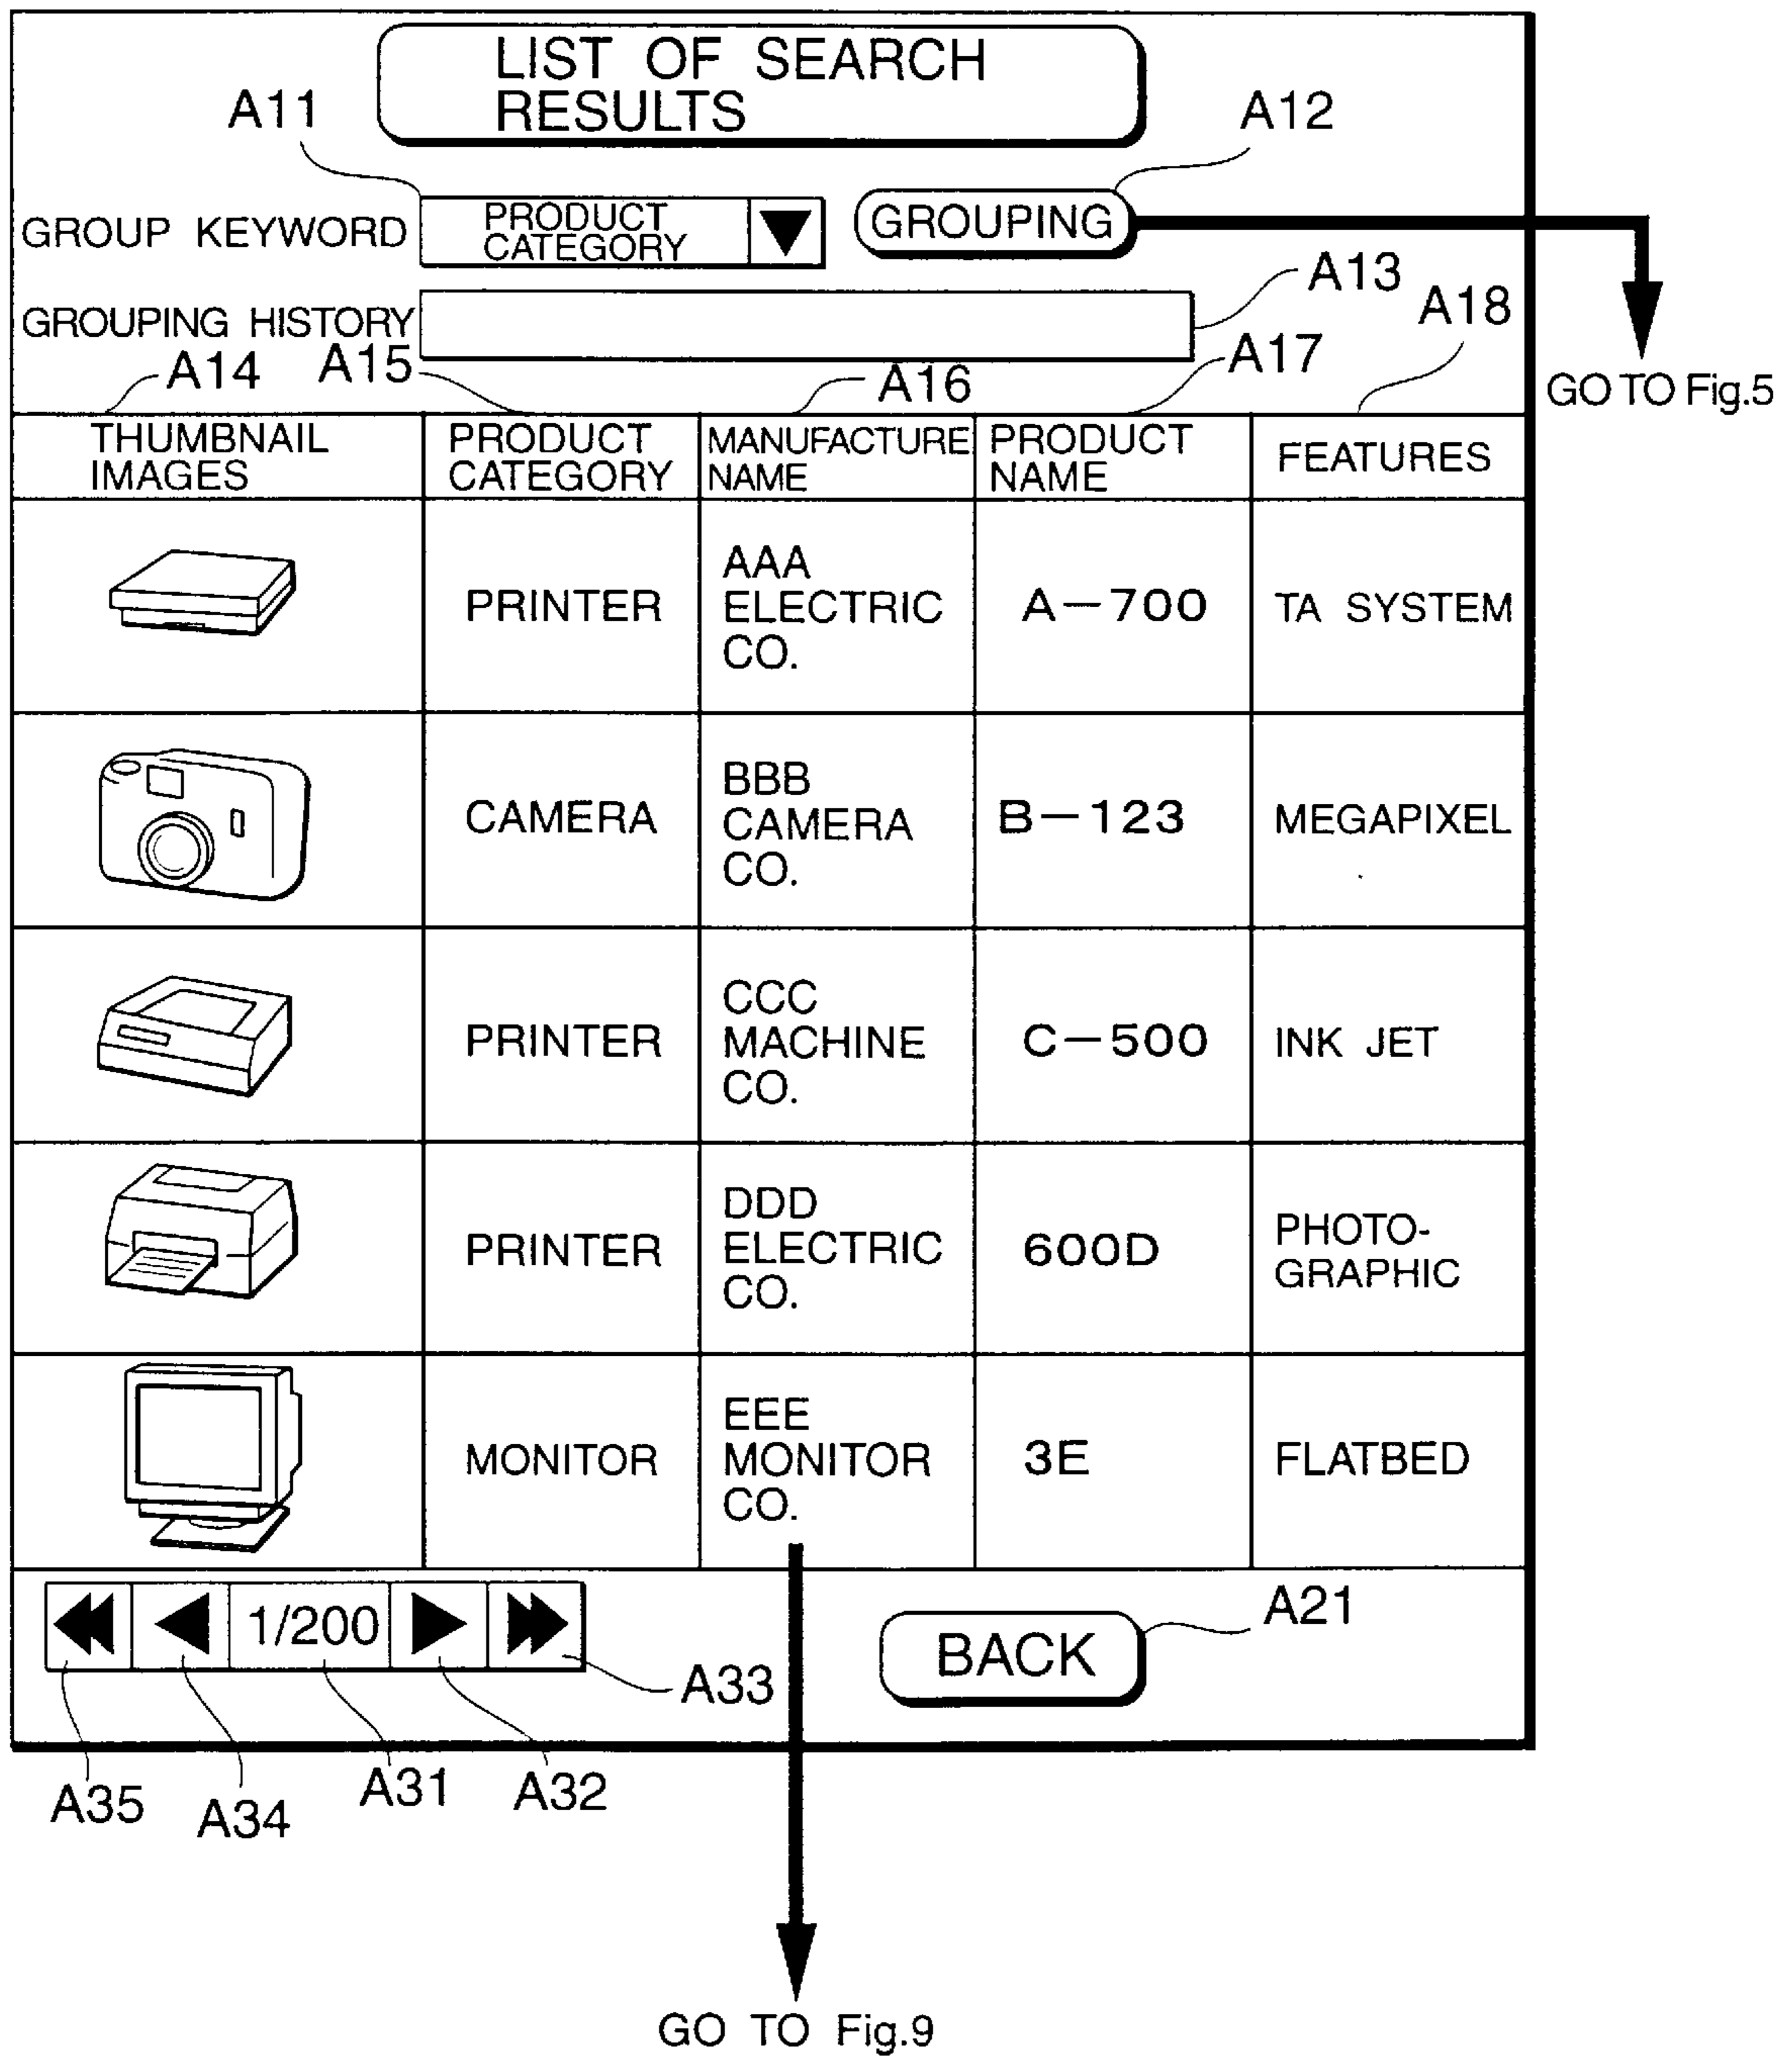 LIST OF SEARCH
RESULTS
A11
A12
GROUP KEYWORD
PRODUCT
CATEGORY
GROUPING
A13
A18
GROUPING HISTORY
A14
A15
A16
A17
GO TO Fig.5
THUMBNAIL
IMAGES
PRODUCT
CATEGORY
MANUFACTURE
NAME
PRODUCT
NAME
FEATURES
PRINTER
AAA
ELECTRIC
CO.
A-700
TA SYSTEM
CAMERA
BBB
CAMERA
CO.
B-123
MEGAPIXEL
PRINTER
CCC
MACHINE
CO.
C-500
INK JET
PRINTER
DDD
ELECTRIC
CO.
600D
PHOTO-
GRAPHIC
MONITOR
EEE
MONITOR
CO.
3E
FLATBED
1/200
BACK
A21
A33
A35
A34
A31
A32
GO TO Fig.9